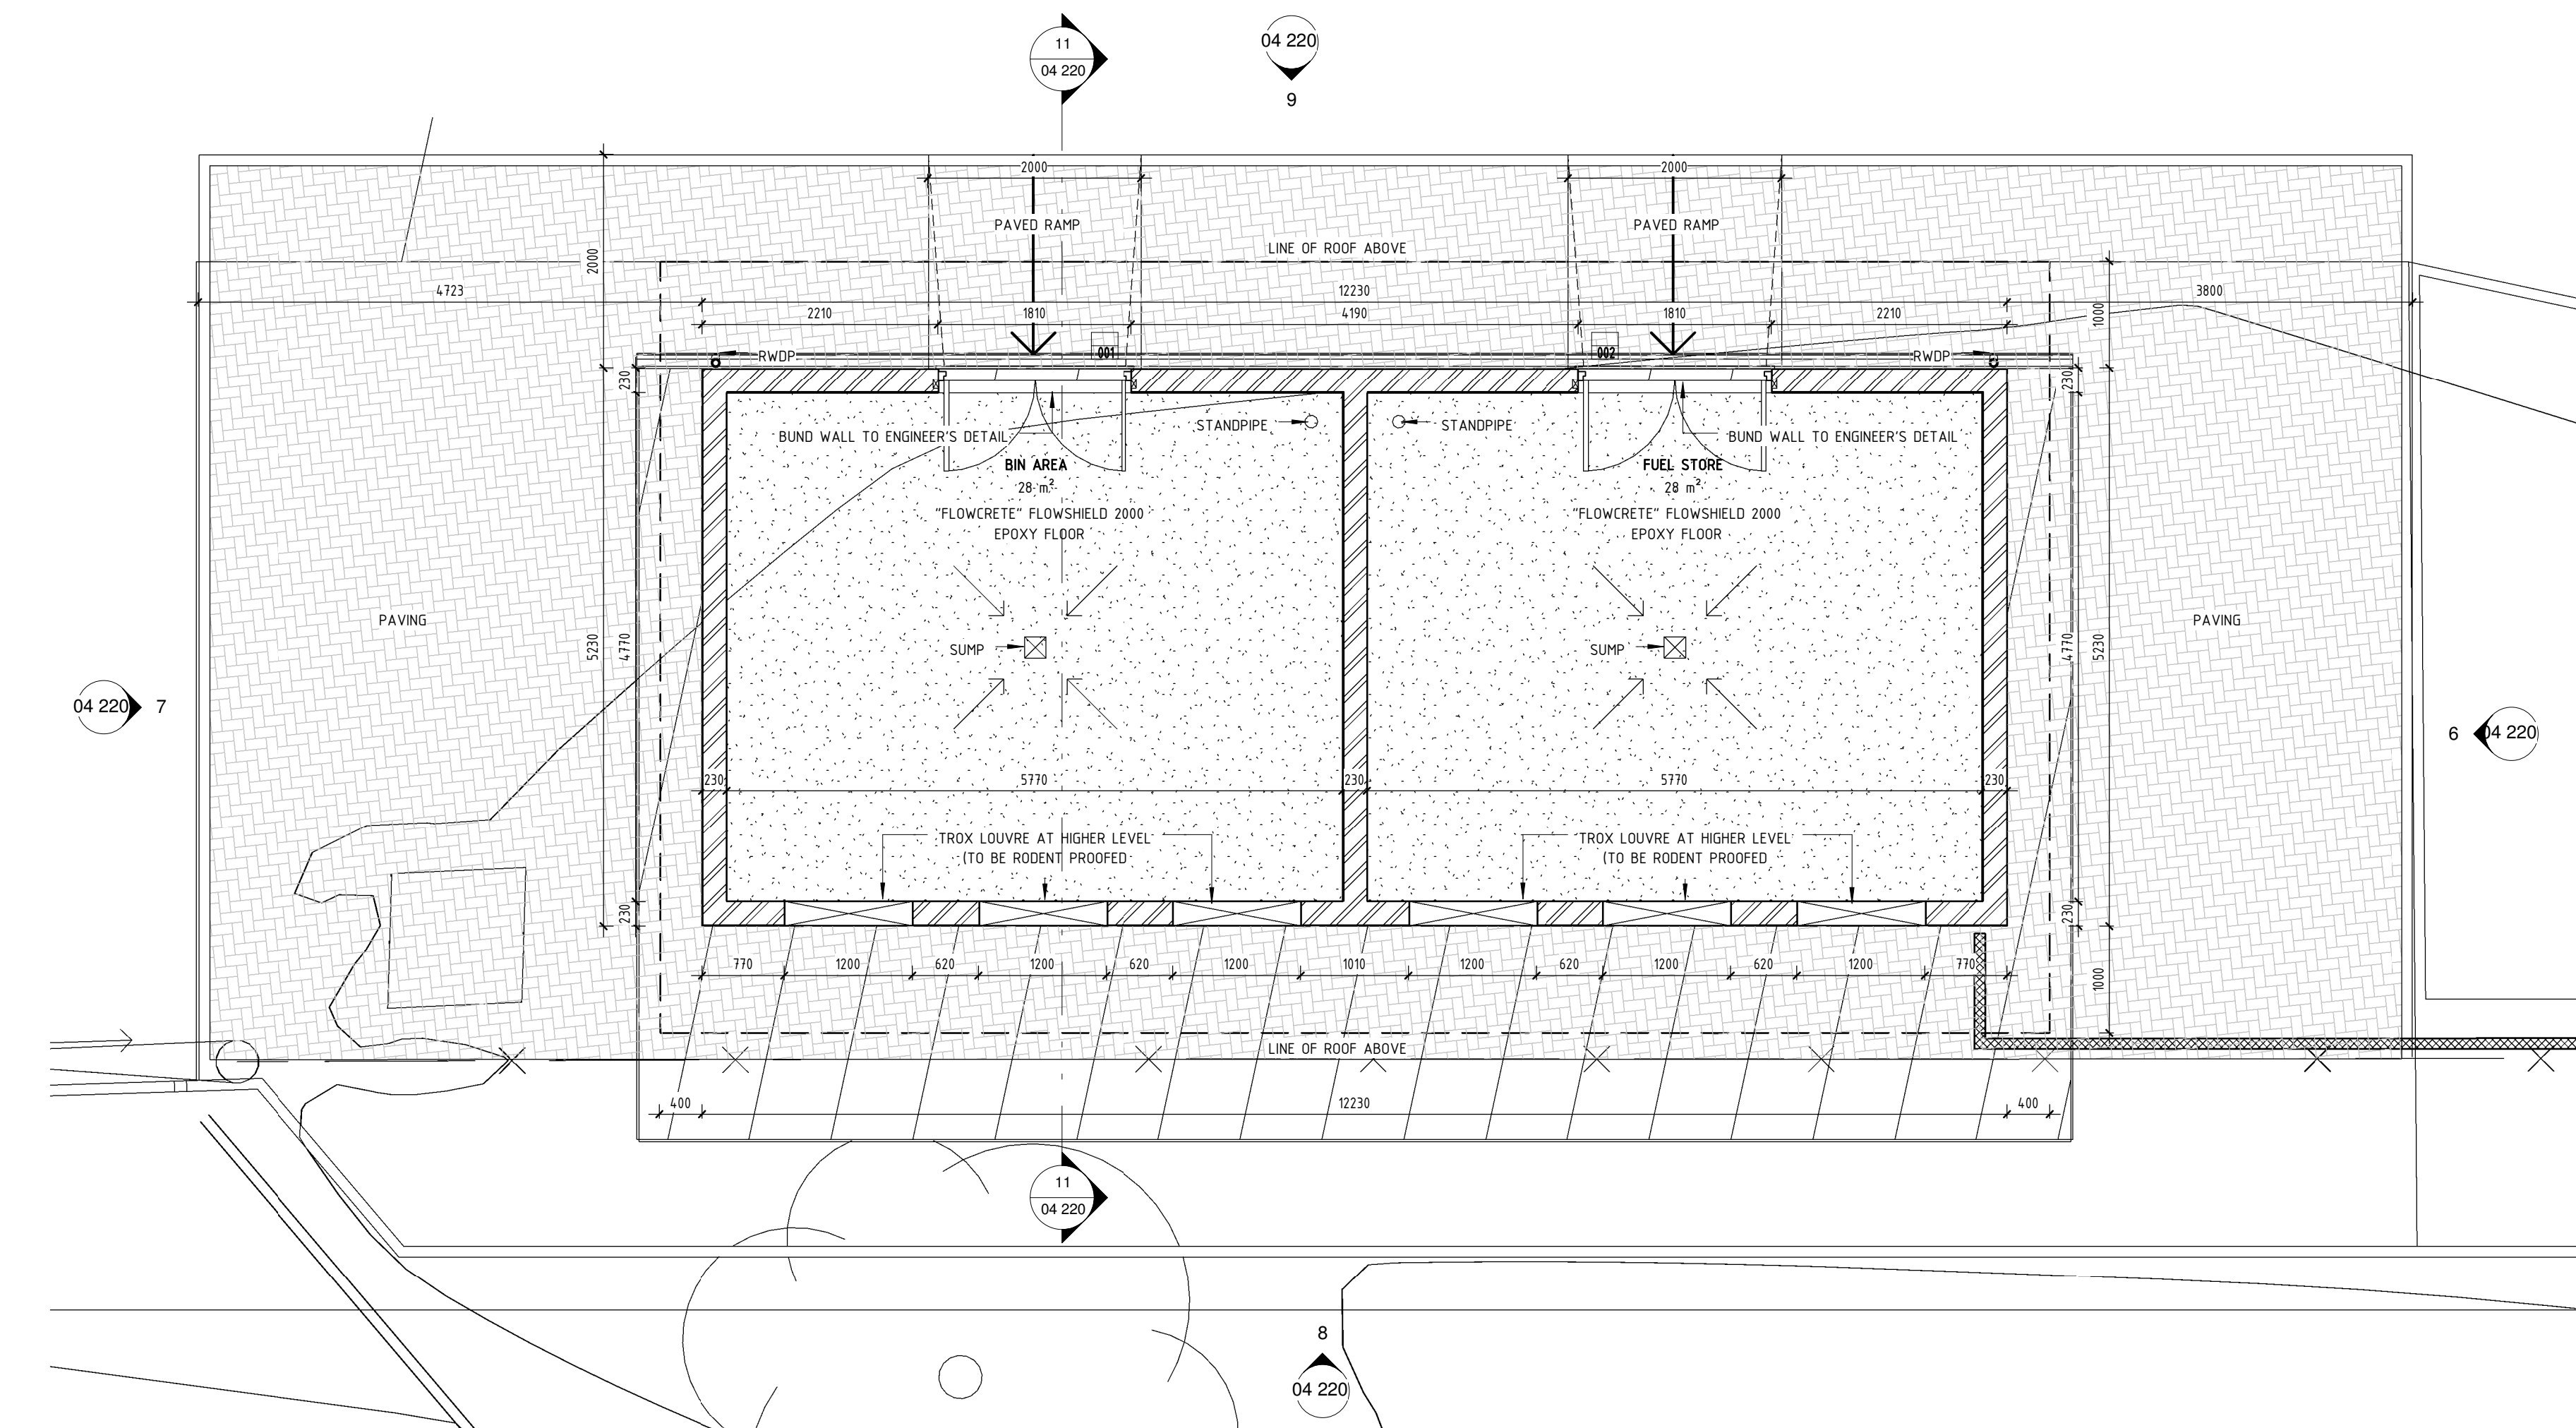 11
04 220
04 220
9
2000
2000
PAVED RAMP
PAVED RAMP
LINE OF ROOF ABOVE
2000
4723
12230
3800
2210
1810
4190
1810
2210
1000
001
002
RWDP
RWDP
230
230
STANDPIPE
STANDPIPE
BUND WALL TO ENGINEER'S DETAIL
BUND WALL TO ENGINEER'S DETAIL
BIN AREA
28 m²
"FLOWCRETE" FLOWSHIELD 2000
EPOXY FLOOR
FUEL STORE
28 m²
"FLOWCRETE" FLOWSHIELD 2000
EPOXY FLOOR
PAVING
PAVING
5230
4770
SUMP
SUMP
4770
5230
04 220
7
6
04 220
230
5770
230
5770
230
TROX LOUVRE AT HIGHER LEVEL
(TO BE RODENT PROOFED
TROX LOUVRE AT HIGHER LEVEL
(TO BE RODENT PROOFED
230
230
770
1200
620
1200
620
1200
1010
1200
620
1200
620
1200
770
1000
LINE OF ROOF ABOVE
400
12230
400
11
04 220
8
04 220